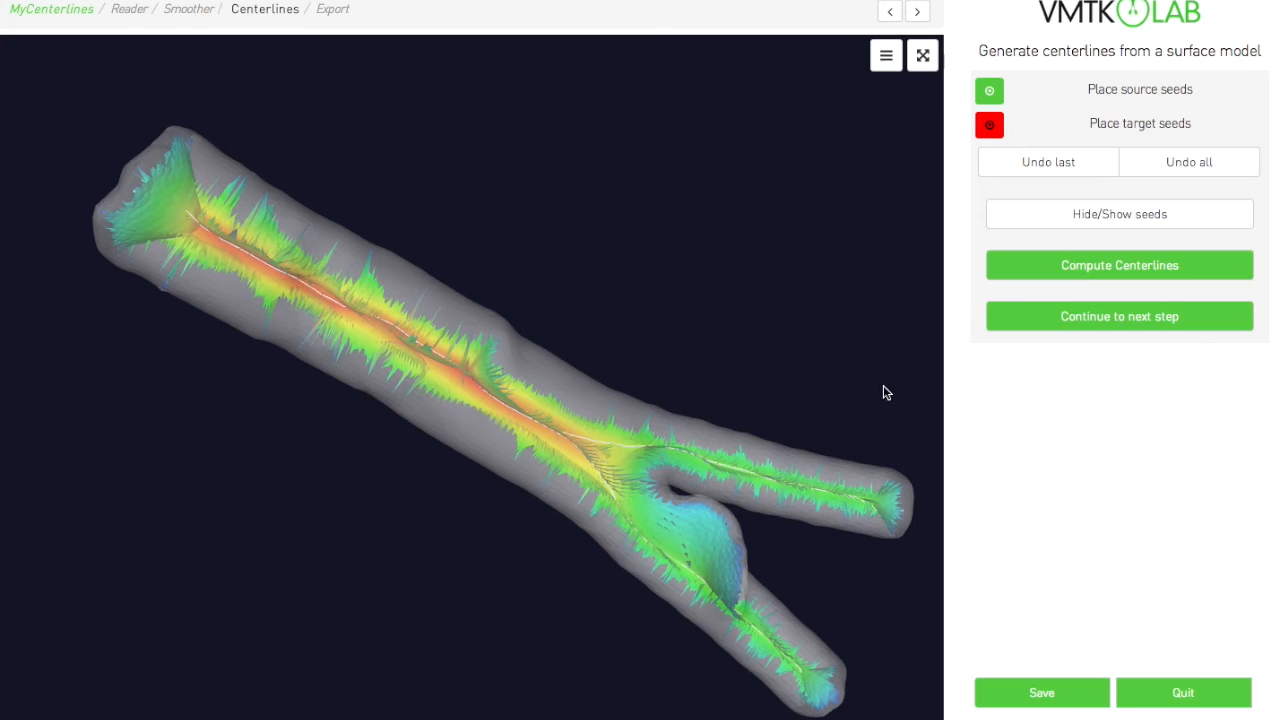 MyCenterlines / Reader / Smoother / Centerlines / Export
VMTK LAB
Generate centerlines from a surface model
Place source seeds
Place target seeds
Undo last
Undo all
Hide/Show seeds
Compute Centerlines
Continue to next step
Save
Quit